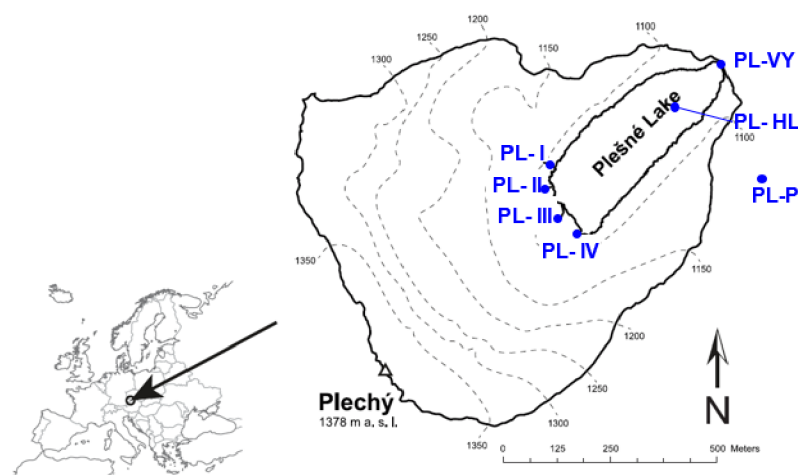 1200
1100
1250
1150
1300
PL-VY
Plešné Lake
PL- HL
1100
PL- I
PL- II
PL-P
PL- III
PL- IV
1350
1150
1200
Plechý
1378 m a. s. l.
1250
1300
1350
N
0 125 250 500 Meters